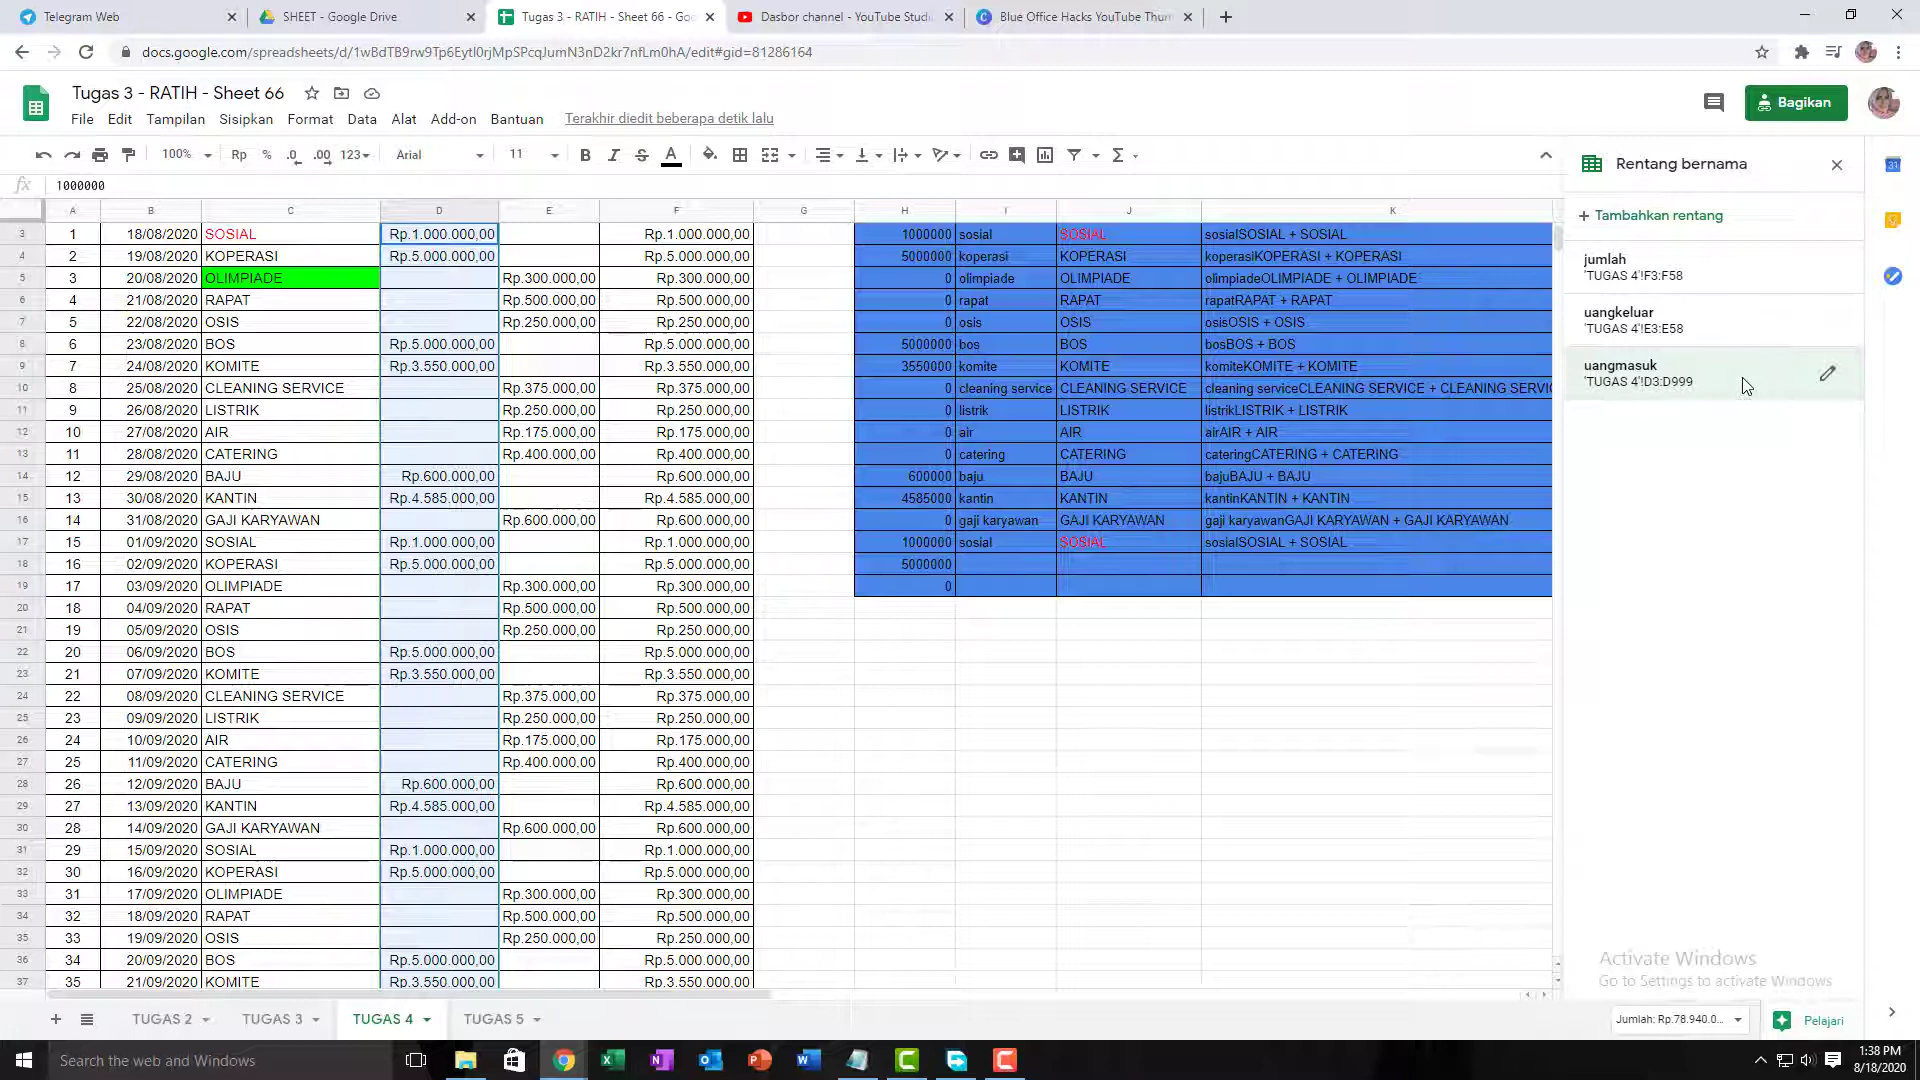 Telegram Web
SHEET - Google Drive
Tugas 3 - RATIH - Sheet 66 - Goo
Dasbor channel - YouTube Studi
Blue Office Hacks YouTube Thum
docs.google.com/spreadsheets/d/1wBdTB9rw9Tp6EytI0rjMpSPcqJumN3nD2kr7nfLm0hA/edit#gid=81286164
Tugas 3 - RATIH - Sheet 66
Bagikan
File Edit Tampilan Sisipkan Format Data Alat Add-on Bantuan Terakhir diedit beberapa detik lalu
100% Rp % .0 .00 123 Arial 11 B I S A Σ
fx 1000000
Rentang bernama
+ Tambahkan rentang
jumlah
'TUGAS 4'!F3:F58
uangkeluar
'TUGAS 4'!E3:E58
uangmasuk
'TUGAS 4'!D3:D999
A B C D E F G H I J K
3 1 18/08/2020 SOSIAL Rp.1.000.000,00 Rp.1.000.000,00 1000000 sosial SOSIAL sosialSOSIAL + SOSIAL
4 2 19/08/2020 KOPERASI Rp.5.000.000,00 Rp.5.000.000,00 5000000 koperasi KOPERASI koperasiKOPERASI + KOPERASI
5 3 20/08/2020 OLIMPIADE Rp.300.000,00 Rp.300.000,00 0 olimpiade OLIMPIADE olimpiadeOLIMPIADE + OLIMPIADE
6 4 21/08/2020 RAPAT Rp.500.000,00 Rp.500.000,00 0 rapat RAPAT rapatRAPAT + RAPAT
7 5 22/08/2020 OSIS Rp.250.000,00 Rp.250.000,00 0 osis OSIS osisOSIS + OSIS
8 6 23/08/2020 BOS Rp.5.000.000,00 Rp.5.000.000,00 5000000 bos BOS bosBOS + BOS
9 7 24/08/2020 KOMITE Rp.3.550.000,00 Rp.3.550.000,00 3550000 komite KOMITE komiteKOMITE + KOMITE
10 8 25/08/2020 CLEANING SERVICE Rp.375.000,00 Rp.375.000,00 0 cleaning service CLEANING SERVICE cleaning serviceCLEANING SERVICE + CLEANING SERVIC
11 9 26/08/2020 LISTRIK Rp.250.000,00 Rp.250.000,00 0 listrik LISTRIK listrikLISTRIK + LISTRIK
12 10 27/08/2020 AIR Rp.175.000,00 Rp.175.000,00 0 air AIR airAIR + AIR
13 11 28/08/2020 CATERING Rp.400.000,00 Rp.400.000,00 0 catering CATERING cateringCATERING + CATERING
14 12 29/08/2020 BAJU Rp.600.000,00 Rp.600.000,00 600000 baju BAJU bajuBAJU + BAJU
15 13 30/08/2020 KANTIN Rp.4.585.000,00 Rp.4.585.000,00 4585000 kantin KANTIN kantinKANTIN + KANTIN
16 14 31/08/2020 GAJI KARYAWAN Rp.600.000,00 Rp.600.000,00 0 gaji karyawan GAJI KARYAWAN gaji karyawanGAJI KARYAWAN + GAJI KARYAWAN
17 15 01/09/2020 SOSIAL Rp.1.000.000,00 Rp.1.000.000,00 1000000 sosial SOSIAL sosialSOSIAL + SOSIAL
18 16 02/09/2020 KOPERASI Rp.5.000.000,00 Rp.5.000.000,00 5000000
19 17 03/09/2020 OLIMPIADE Rp.300.000,00 Rp.300.000,00 0
20 18 04/09/2020 RAPAT Rp.500.000,00 Rp.500.000,00
21 19 05/09/2020 OSIS Rp.250.000,00 Rp.250.000,00
22 20 06/09/2020 BOS Rp.5.000.000,00 Rp.5.000.000,00
23 21 07/09/2020 KOMITE Rp.3.550.000,00 Rp.3.550.000,00
24 22 08/09/2020 CLEANING SERVICE Rp.375.000,00 Rp.375.000,00
25 23 09/09/2020 LISTRIK Rp.250.000,00 Rp.250.000,00
26 24 10/09/2020 AIR Rp.175.000,00 Rp.175.000,00
27 25 11/09/2020 CATERING Rp.400.000,00 Rp.400.000,00
28 26 12/09/2020 BAJU Rp.600.000,00 Rp.600.000,00
29 27 13/09/2020 KANTIN Rp.4.585.000,00 Rp.4.585.000,00
30 28 14/09/2020 GAJI KARYAWAN Rp.600.000,00 Rp.600.000,00
31 29 15/09/2020 SOSIAL Rp.1.000.000,00 Rp.1.000.000,00
32 30 16/09/2020 KOPERASI Rp.5.000.000,00 Rp.5.000.000,00
33 31 17/09/2020 OLIMPIADE Rp.300.000,00 Rp.300.000,00
34 32 18/09/2020 RAPAT Rp.500.000,00 Rp.500.000,00
35 33 19/09/2020 OSIS Rp.250.000,00 Rp.250.000,00
36 34 20/09/2020 BOS Rp.5.000.000,00 Rp.5.000.000,00
37 35 21/09/2020 KOMITE Rp.3.550.000,00 Rp.3.550.000,00
Activate Windows
Go to Settings to activate Windows
TUGAS 2 TUGAS 3 TUGAS 4 TUGAS 5
Jumlah: Rp.78.940.0...
Pelajari
Search the web and Windows
1:38 PM
8/18/2020